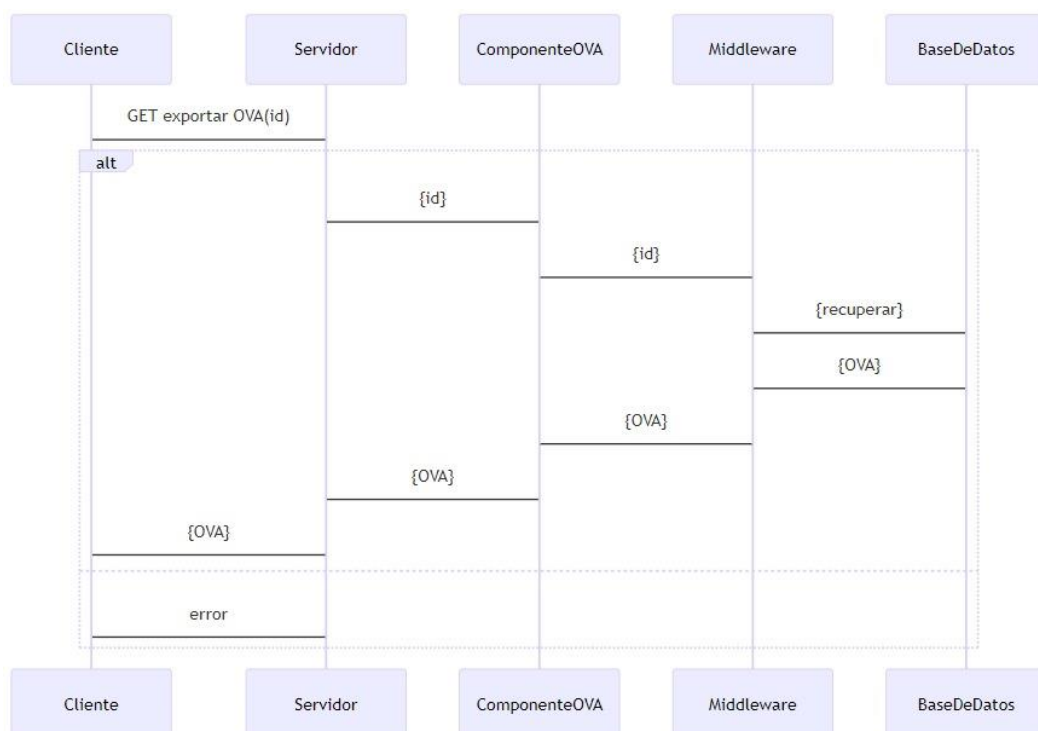 Cliente
Servidor
ComponenteOVA
Middleware
BaseDeDatos
GET exportar OVA(id)
alt
{id}
{id}
{recuperar}
{OVA}
{OVA}
{OVA}
{OVA}
error
Cliente
Servidor
ComponenteOVA
Middleware
BaseDeDatos